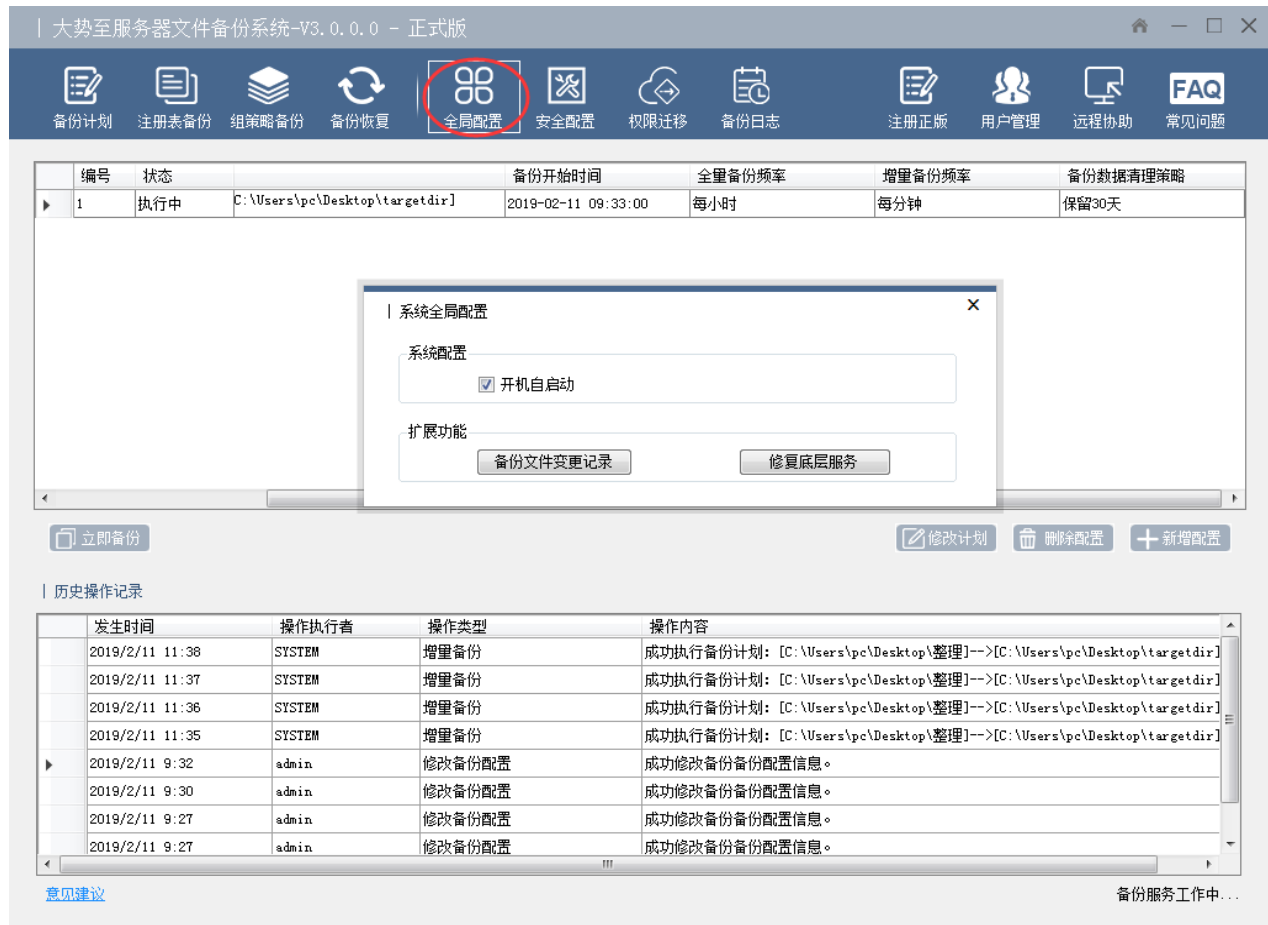 | 大势至服务器文件备份系统-V3.0.0.0 - 正式版
备份计划 注册表备份 组策略备份 备份恢复 全局配置 安全配置 权限迁移 备份日志 注册正版 用户管理 远程协助 FAQ 常见问题
编号 状态 备份开始时间 全量备份频率 增量备份频率 备份数据清理策略
1 执行中 C:\Users\pc\Desktop\targetdir] 2019-02-11 09:33:00 每小时 每分钟 保留30天
| 系统全局配置
系统配置
开机自启动
扩展功能
备份文件变更记录 修复底层服务
立即备份 修改计划 删除配置 新增配置
| 历史操作记录
发生时间 操作执行者 操作类型 操作内容
2019/2/11 11:38 SYSTEM 增量备份 成功执行备份计划: [C:\Users\pc\Desktop\整理]-->[C:\Users\pc\Desktop\targetdir]
2019/2/11 11:37 SYSTEM 增量备份 成功执行备份计划: [C:\Users\pc\Desktop\整理]-->[C:\Users\pc\Desktop\targetdir]
2019/2/11 11:36 SYSTEM 增量备份 成功执行备份计划: [C:\Users\pc\Desktop\整理]-->[C:\Users\pc\Desktop\targetdir]
2019/2/11 11:35 SYSTEM 增量备份 成功执行备份计划: [C:\Users\pc\Desktop\整理]-->[C:\Users\pc\Desktop\targetdir]
2019/2/11 9:32 admin 修改备份配置 成功修改备份备份配置信息。
2019/2/11 9:30 admin 修改备份配置 成功修改备份备份配置信息。
2019/2/11 9:27 admin 修改备份配置 成功修改备份备份配置信息。
2019/2/11 9:27 admin 修改备份配置 成功修改备份备份配置信息。
意见建议 备份服务工作中...